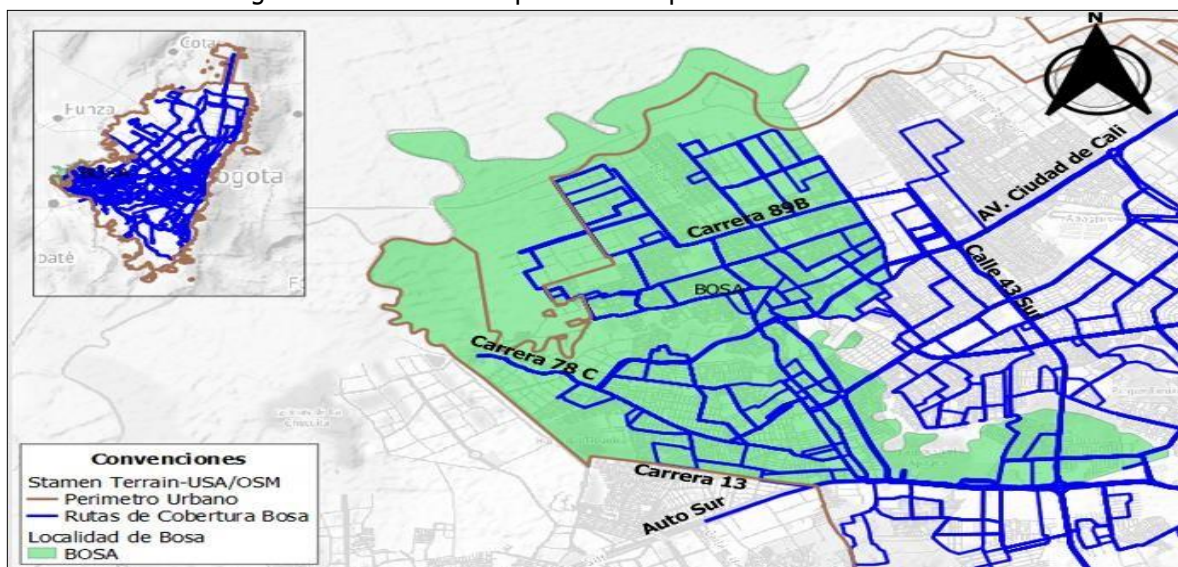 Cota
Funza
ogota
N
AV. Ciudad de Cali
Carrera 89B
Calle 43 Sur
BOSA
Carrera 78 C
Carrera 13
Auto Sur
Convenciones
Stamen Terrain-USA/OSM
Perimetro Urbano
Rutas de Cobertura Bosa
Localidad de Bosa
BOSA